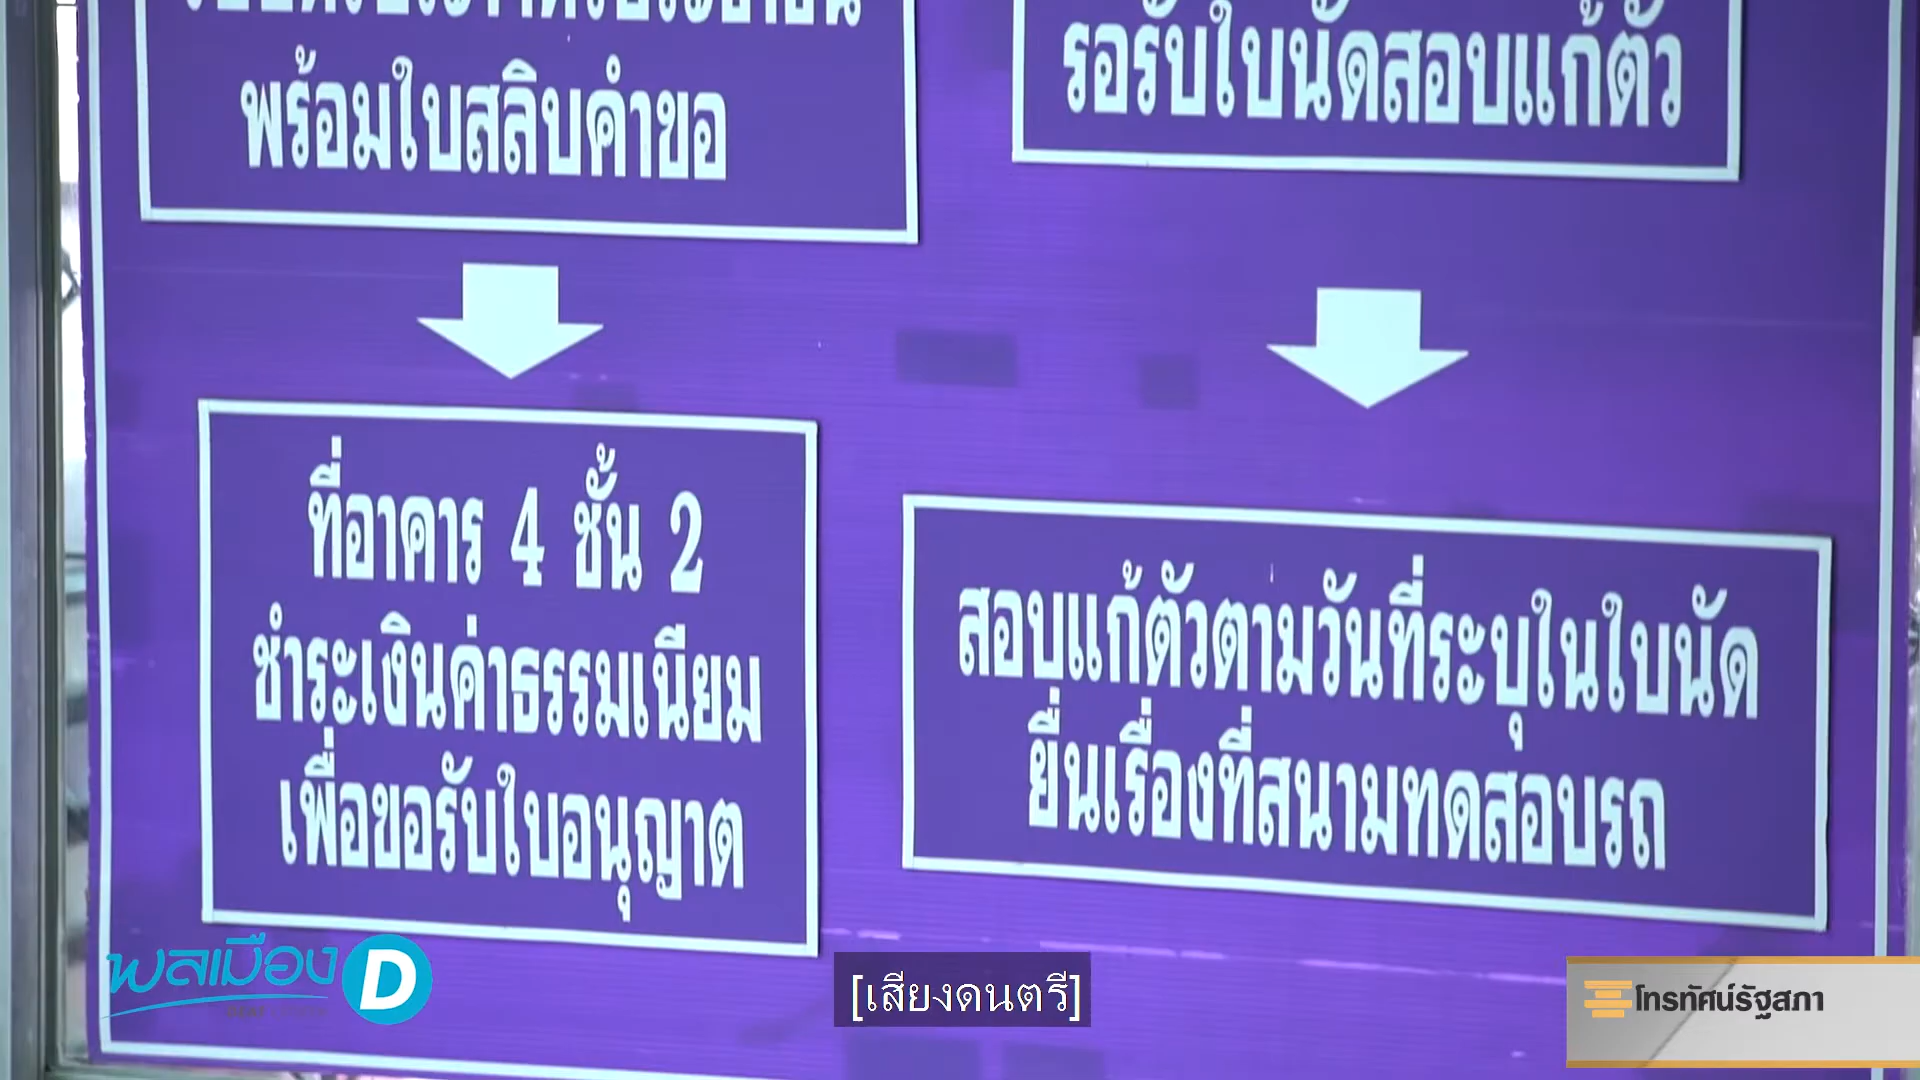 พร้อมใบสลิบคำขอ
รอรับใบนัดสอบแก้ตัว
ที่อาคาร 4 ชั้น 2
ชำระเงินค่าธรรมเนียม
เพื่อขอรับใบอนุญาต
สอบแก้ตัวตามวันที่ระบุในใบนัด
ยื่นเรื่องที่สนามทดสอบรถ
พลเมือง D
[เสียงดนตรี]
โทรทัศน์รัฐสภา